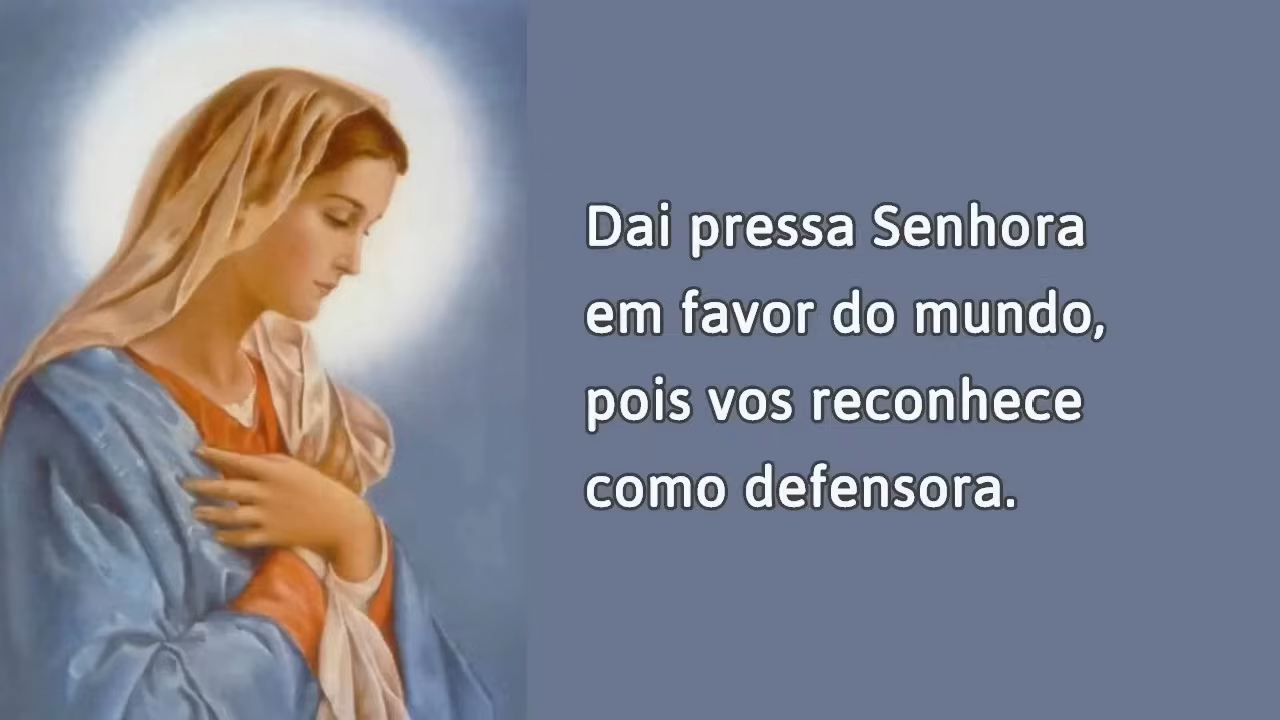 Dai pressa Senhora
em favor do mundo,
pois vos reconhece
como defensora.